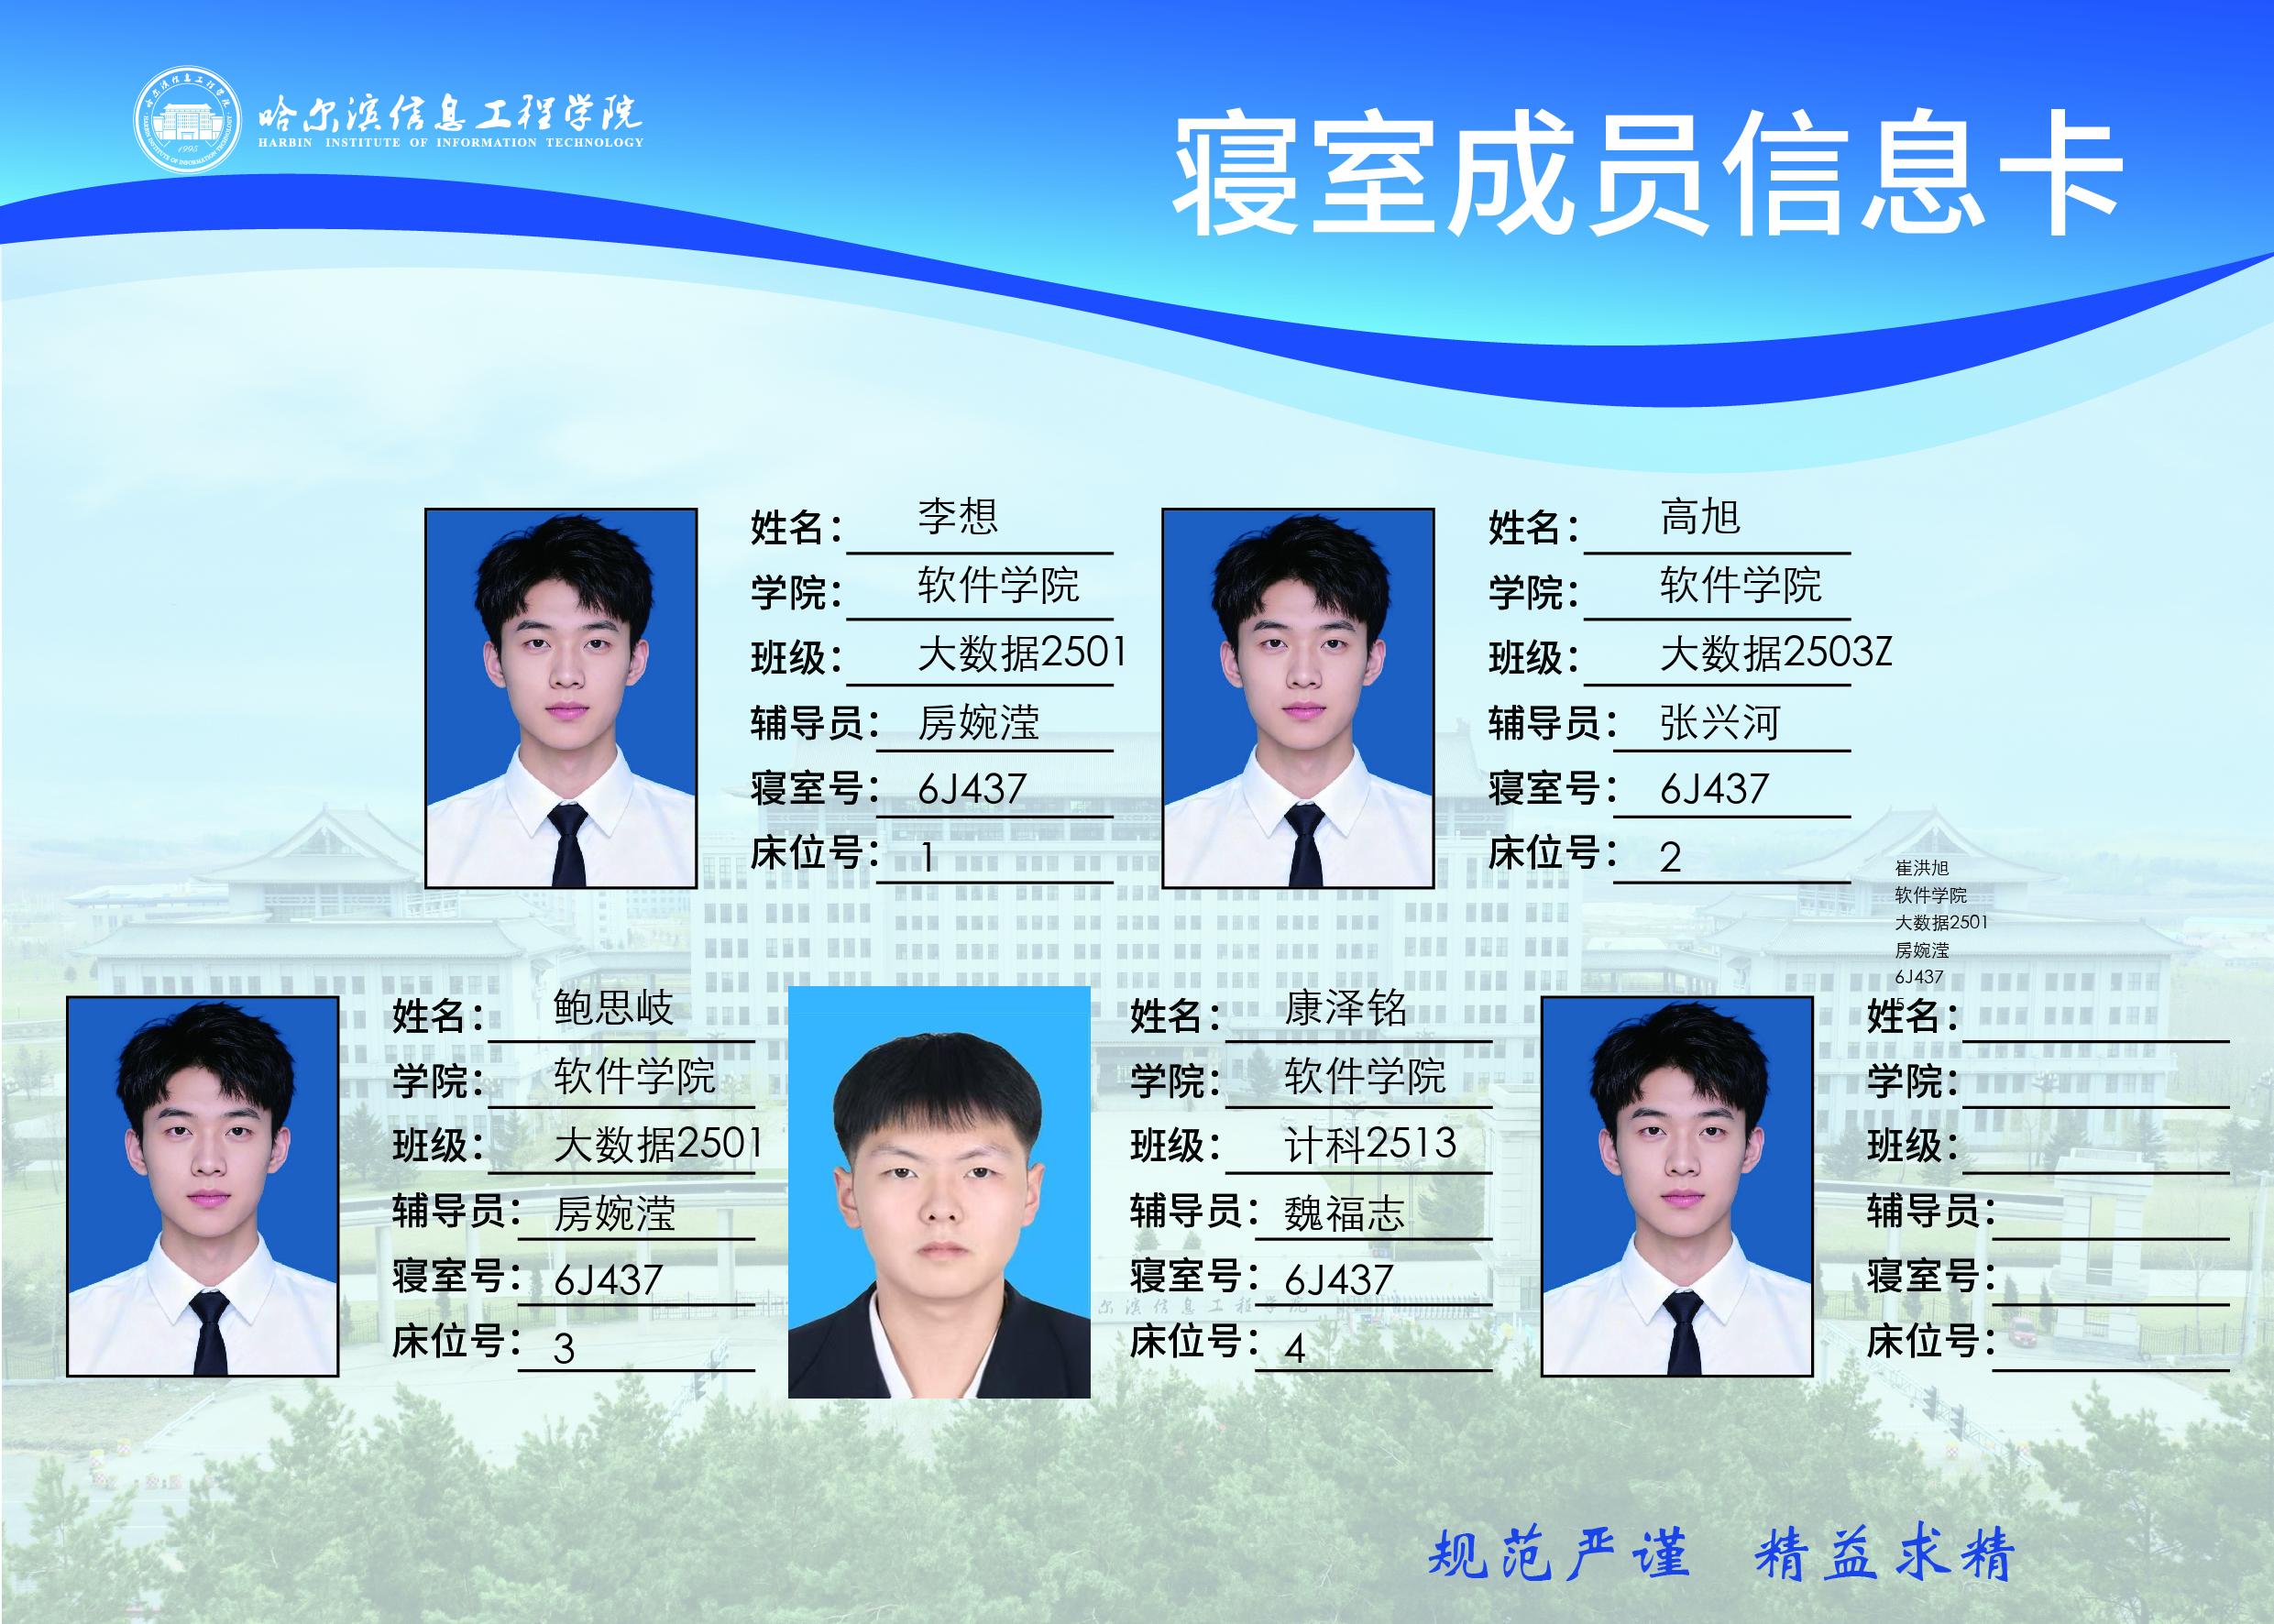 哈尔滨信息工程学院
HARBIN INSTITUTE OF INFORMATION TECHNOLOGY
1995
寝室成员信息卡
姓名： 李想
学院： 软件学院
班级： 大数据2501
辅导员： 房婉滢
寝室号： 6J437
床位号： 1
姓名： 高旭
学院： 软件学院
班级： 大数据2503Z
辅导员： 张兴河
寝室号： 6J437
床位号： 2
崔洪旭
软件学院
大数据2501
房婉滢
6J437
5
姓名： 鲍思岐
学院： 软件学院
班级： 大数据2501
辅导员： 房婉滢
寝室号： 6J437
床位号： 3
姓名： 康泽铭
学院： 软件学院
班级： 计科2513
辅导员： 魏福志
寝室号： 6J437
床位号： 4
姓名：
学院：
班级：
辅导员：
寝室号：
床位号：
尔滨信息工程学院
规范严谨 精益求精